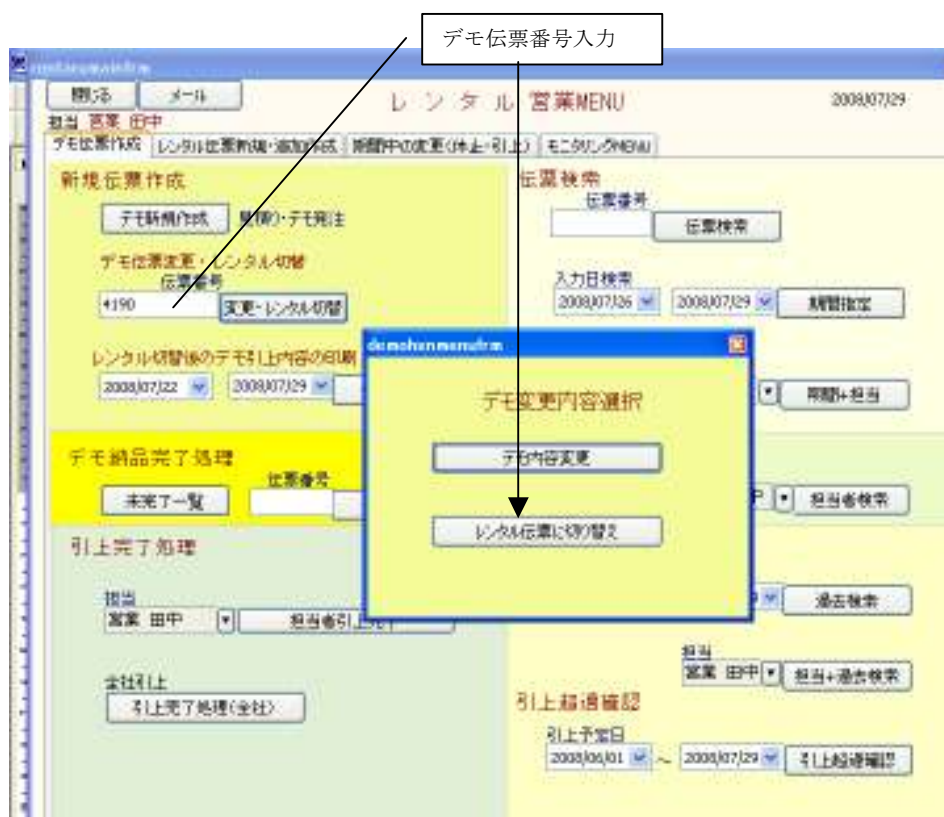 デモ伝票番号入力
閉じる メール レンタル 営業MENU 2008/07/29
担当 営業 田中
デモ伝票作成 レンタル伝票新規・追加作成 期間中の変更(休止・引上) モニタリングMENU
新規伝票作成
デモ新規作成 見積り・デモ発注
デモ伝票変更・レンタル切替
伝票番号
4190 変更・レンタル切替
レンタル切替後のデモ引上内容の印刷
2008/07/22 2008/07/29
デモ納品完了処理
伝票番号
未完了一覧
引上完了処理
担当
営業 田中 担当者引上完
全社引上
引上完了処理(全社)
伝票検索
伝票番号
伝票検索
入力日検索
2008/07/26 2008/07/29 期間指定
期間+担当
担当者検索
過去検索
担当
営業 田中 担当+過去検索
引上超過確認
引上予定日
2008/06/01 ～ 2008/07/29 引上超過確認
demohenmenufrm
デモ変更内容選択
デモ内容変更
レンタル伝票に切り替え